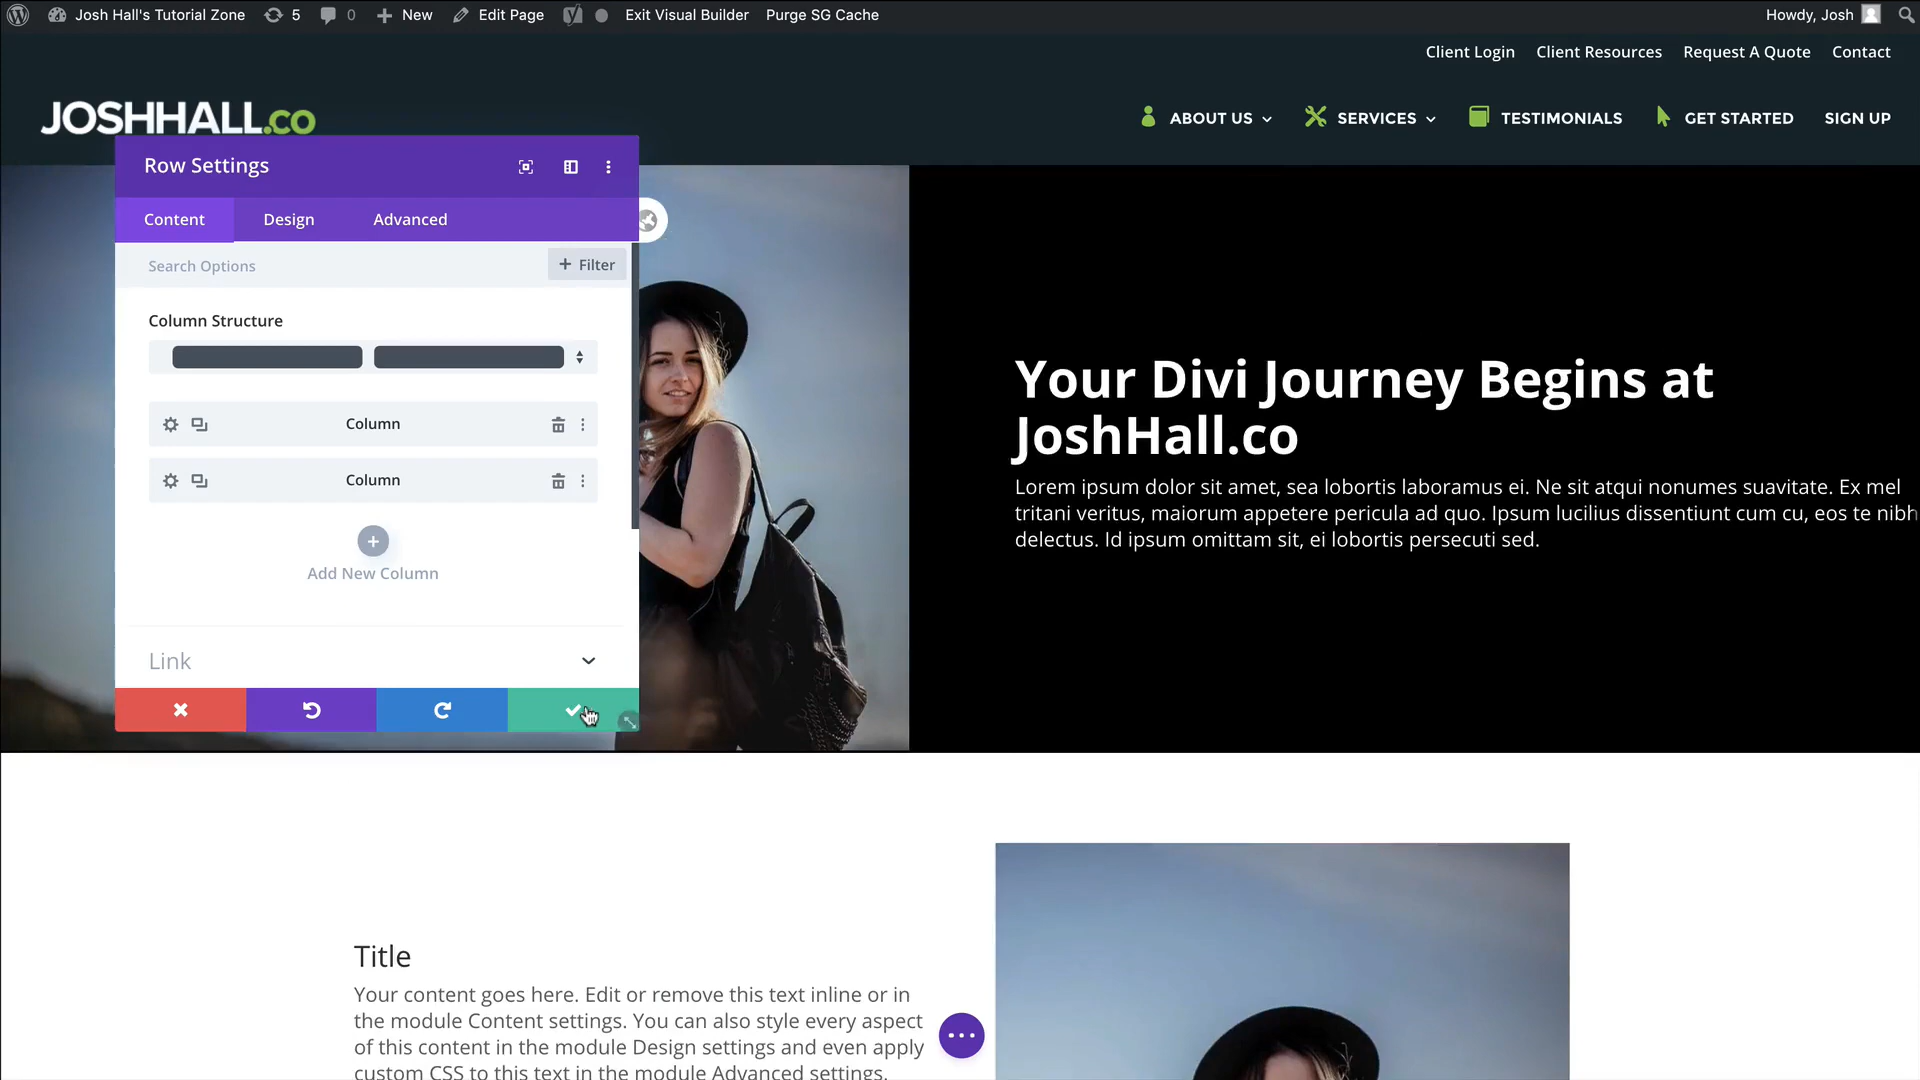 Josh Hall's Tutorial Zone 5 0 New Edit Page Exit Visual Builder Purge SG Cache Howdy, Josh
Client Login Client Resources Request A Quote Contact
JOSHHALL.co
ABOUT US SERVICES TESTIMONIALS GET STARTED SIGN UP
Row Settings
Content Design Advanced
Search Options
+ Filter
Column Structure
Column
Column
Add New Column
Link
Your Divi Journey Begins at
JoshHall.co
Lorem ipsum dolor sit amet, sea lobortis laboramus ei. Ne sit atqui nonumes suavitate. Ex mel
tritani veritus, maiorum appetere pericula ad quo. Ipsum lucilius dissentiunt cum cu, eos te nibh
delectus. Id ipsum omittam sit, ei lobortis persecuti sed.
Title
Your content goes here. Edit or remove this text inline or in
the module Content settings. You can also style every aspect
of this content in the module Design settings and even apply
custom CSS to this text in the module Advanced settings.